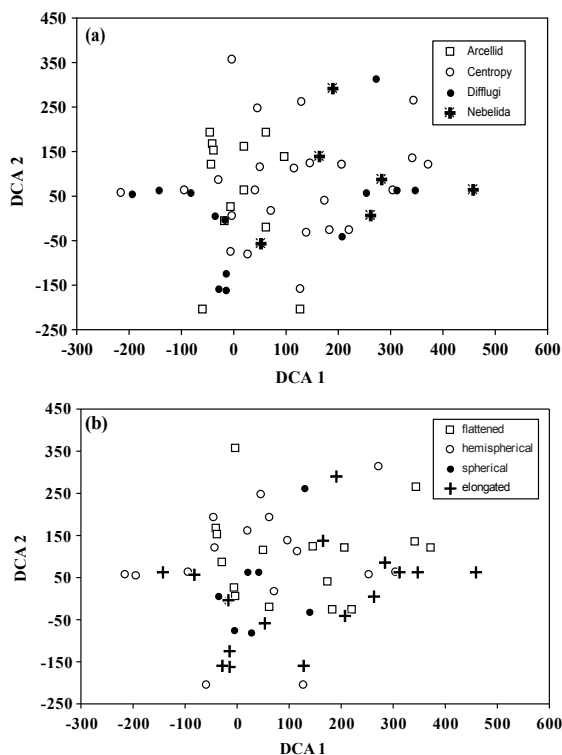 (a)
450
350
250
150
50
-50
-150
-250
DCA 2
Arcellid
Centropy
Difflugi
Nebelida
-300 -200 -100 0 100 200 300 400 500 600
DCA 1
(b)
450
350
250
150
50
-50
-150
-250
DCA 2
flattened
hemispherical
spherical
elongated
-300 -200 -100 0 100 200 300 400 500 600
DCA 1